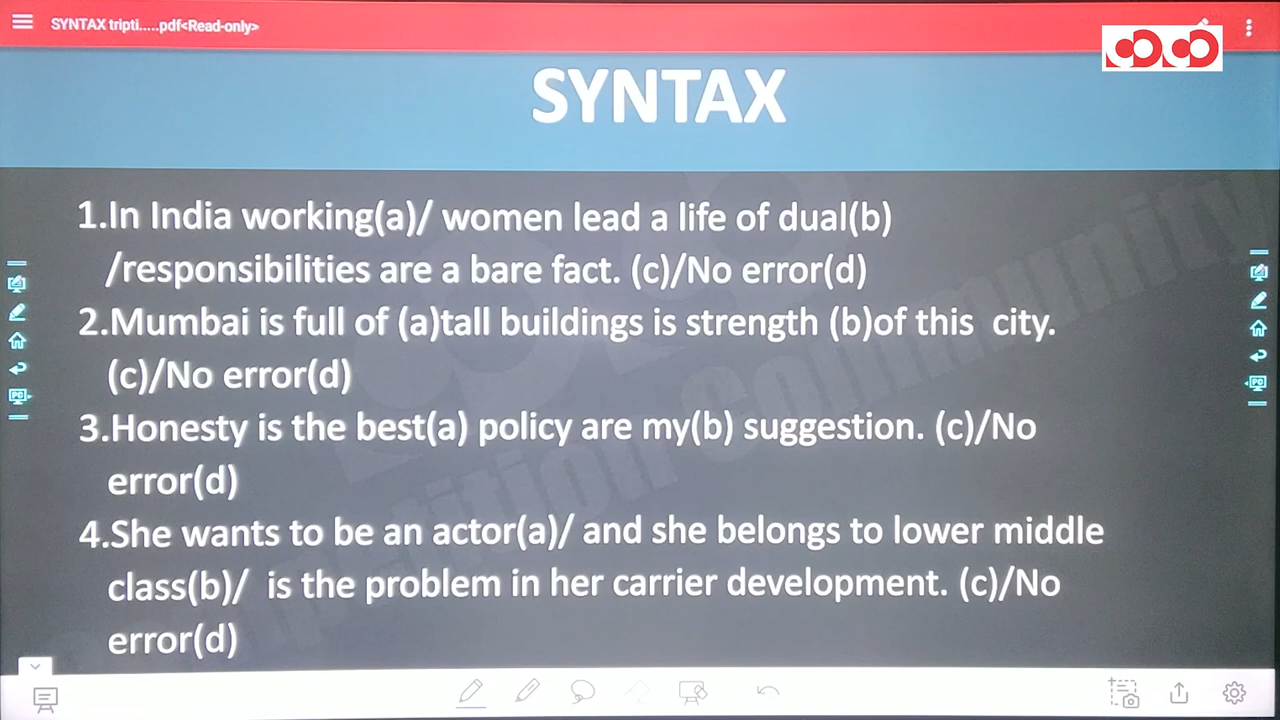 SYNTAX tripti.....pdf<Read-only>
SYNTAX
1.In India working(a)/ women lead a life of dual(b)
/responsibilities are a bare fact. (c)/No error(d)
2.Mumbai is full of (a)tall buildings is strength (b)of this city.
(c)/No error(d)
3.Honesty is the best(a) policy are my(b) suggestion. (c)/No
error(d)
4.She wants to be an actor(a)/ and she belongs to lower middle
class(b)/ is the problem in her carrier development. (c)/No
error(d)